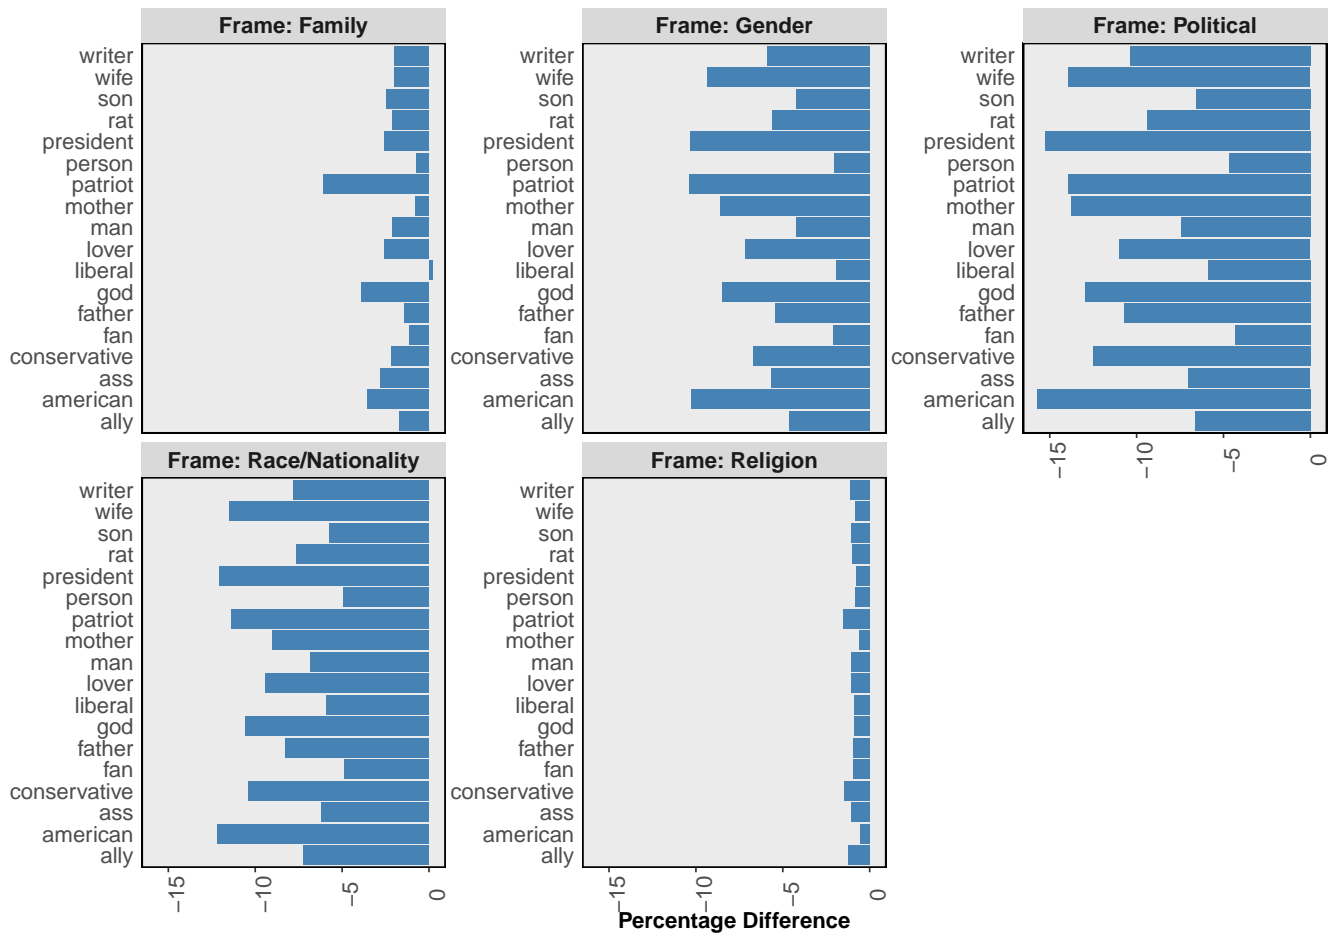 Frame: Family
writer
wife
son
rat
president
person
patriot
mother
man
lover
liberal
god
father
fan
conservative
ass
american
ally
Frame: Gender
writer
wife
son
rat
president
person
patriot
mother
man
lover
liberal
god
father
fan
conservative
ass
american
ally
Frame: Political
writer
wife
son
rat
president
person
patriot
mother
man
lover
liberal
god
father
fan
conservative
ass
american
ally
−15
−10
−5
0
Frame: Race/Nationality
writer
wife
son
rat
president
person
patriot
mother
man
lover
liberal
god
father
fan
conservative
ass
american
ally
−15
−10
−5
0
Frame: Religion
writer
wife
son
rat
president
person
patriot
mother
man
lover
liberal
god
father
fan
conservative
ass
american
ally
−15
−10
−5
0
Percentage Difference